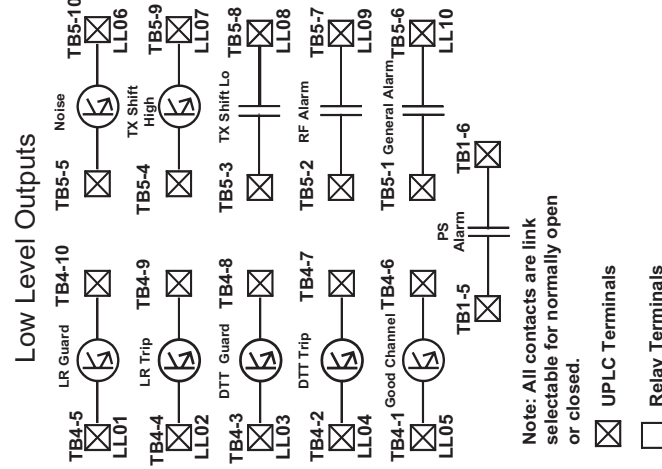 Low Level Outputs
TB4-5 LR Guard TB4-10
LL01
TB4-4 LR Trip TB4-9
LL02
TB4-3 DTT Guard TB4-8
LL03
TB4-2 DTT Trip TB4-7
LL04
TB4-1 Good Channel TB4-6
LL05
TB5-5 Noise TB5-10
LL06
TB5-4 TX Shift High TB5-9
LL07
TB5-3 TX Shift Lo TB5-8
LL08
TB5-2 RF Alarm TB5-7
LL09
TB5-1 General Alarm TB5-6
LL10
TB1-5 PS Alarm TB1-6
Note: All contacts are link
selectable for normally open
or closed.
UPLC Terminals
Relay Terminals